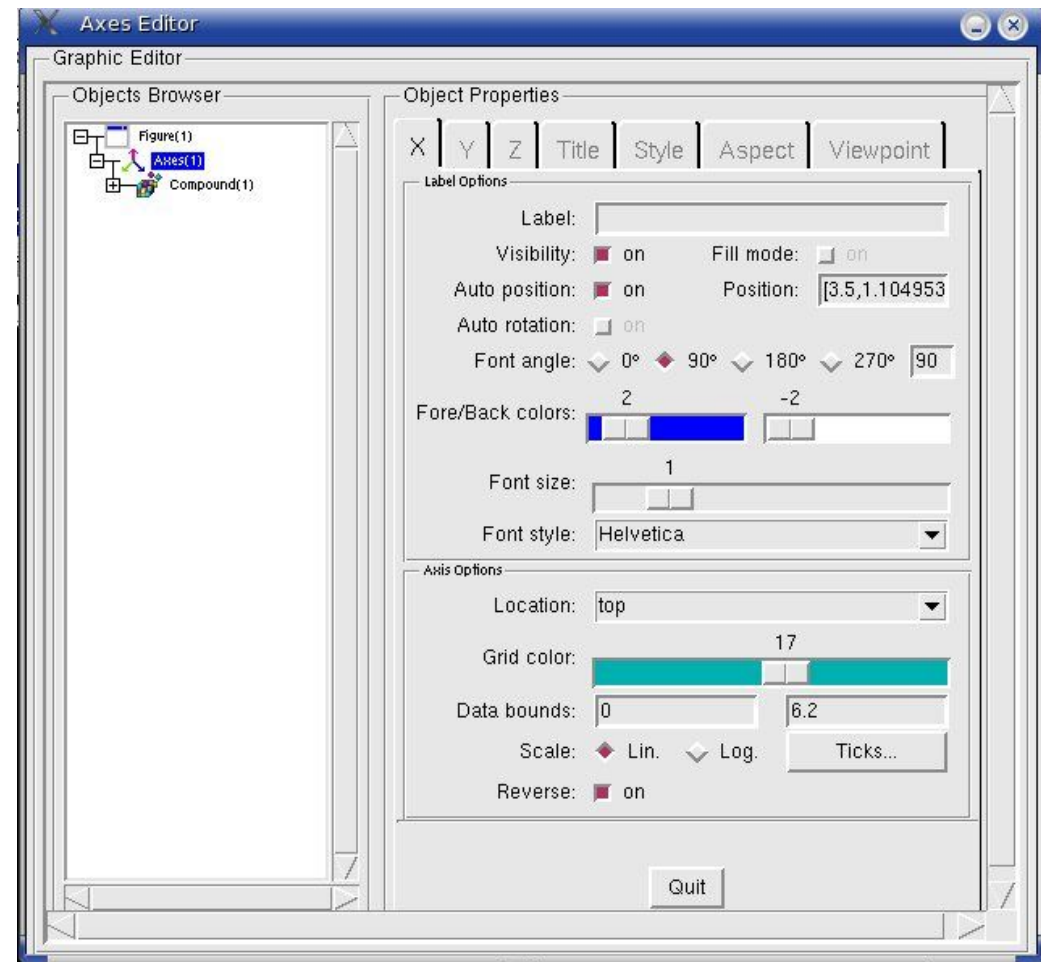 Axes Editor
Graphic Editor
Objects Browser
Figure(1)
Axes(1)
Compound(1)
Object Properties
X Y Z Title Style Aspect Viewpoint
Label Options
Label:
Visibility: on Fill mode: on
Auto position: on Position: [3.5,1.104953
Auto rotation: on
Font angle: 0° 90° 180° 270° 90
2 -2
Fore/Back colors:
1
Font size:
Font style: Helvetica
Axis Options
Location: top
17
Grid color:
Data bounds: 0 6.2
Scale: Lin. Log. Ticks...
Reverse: on
Quit